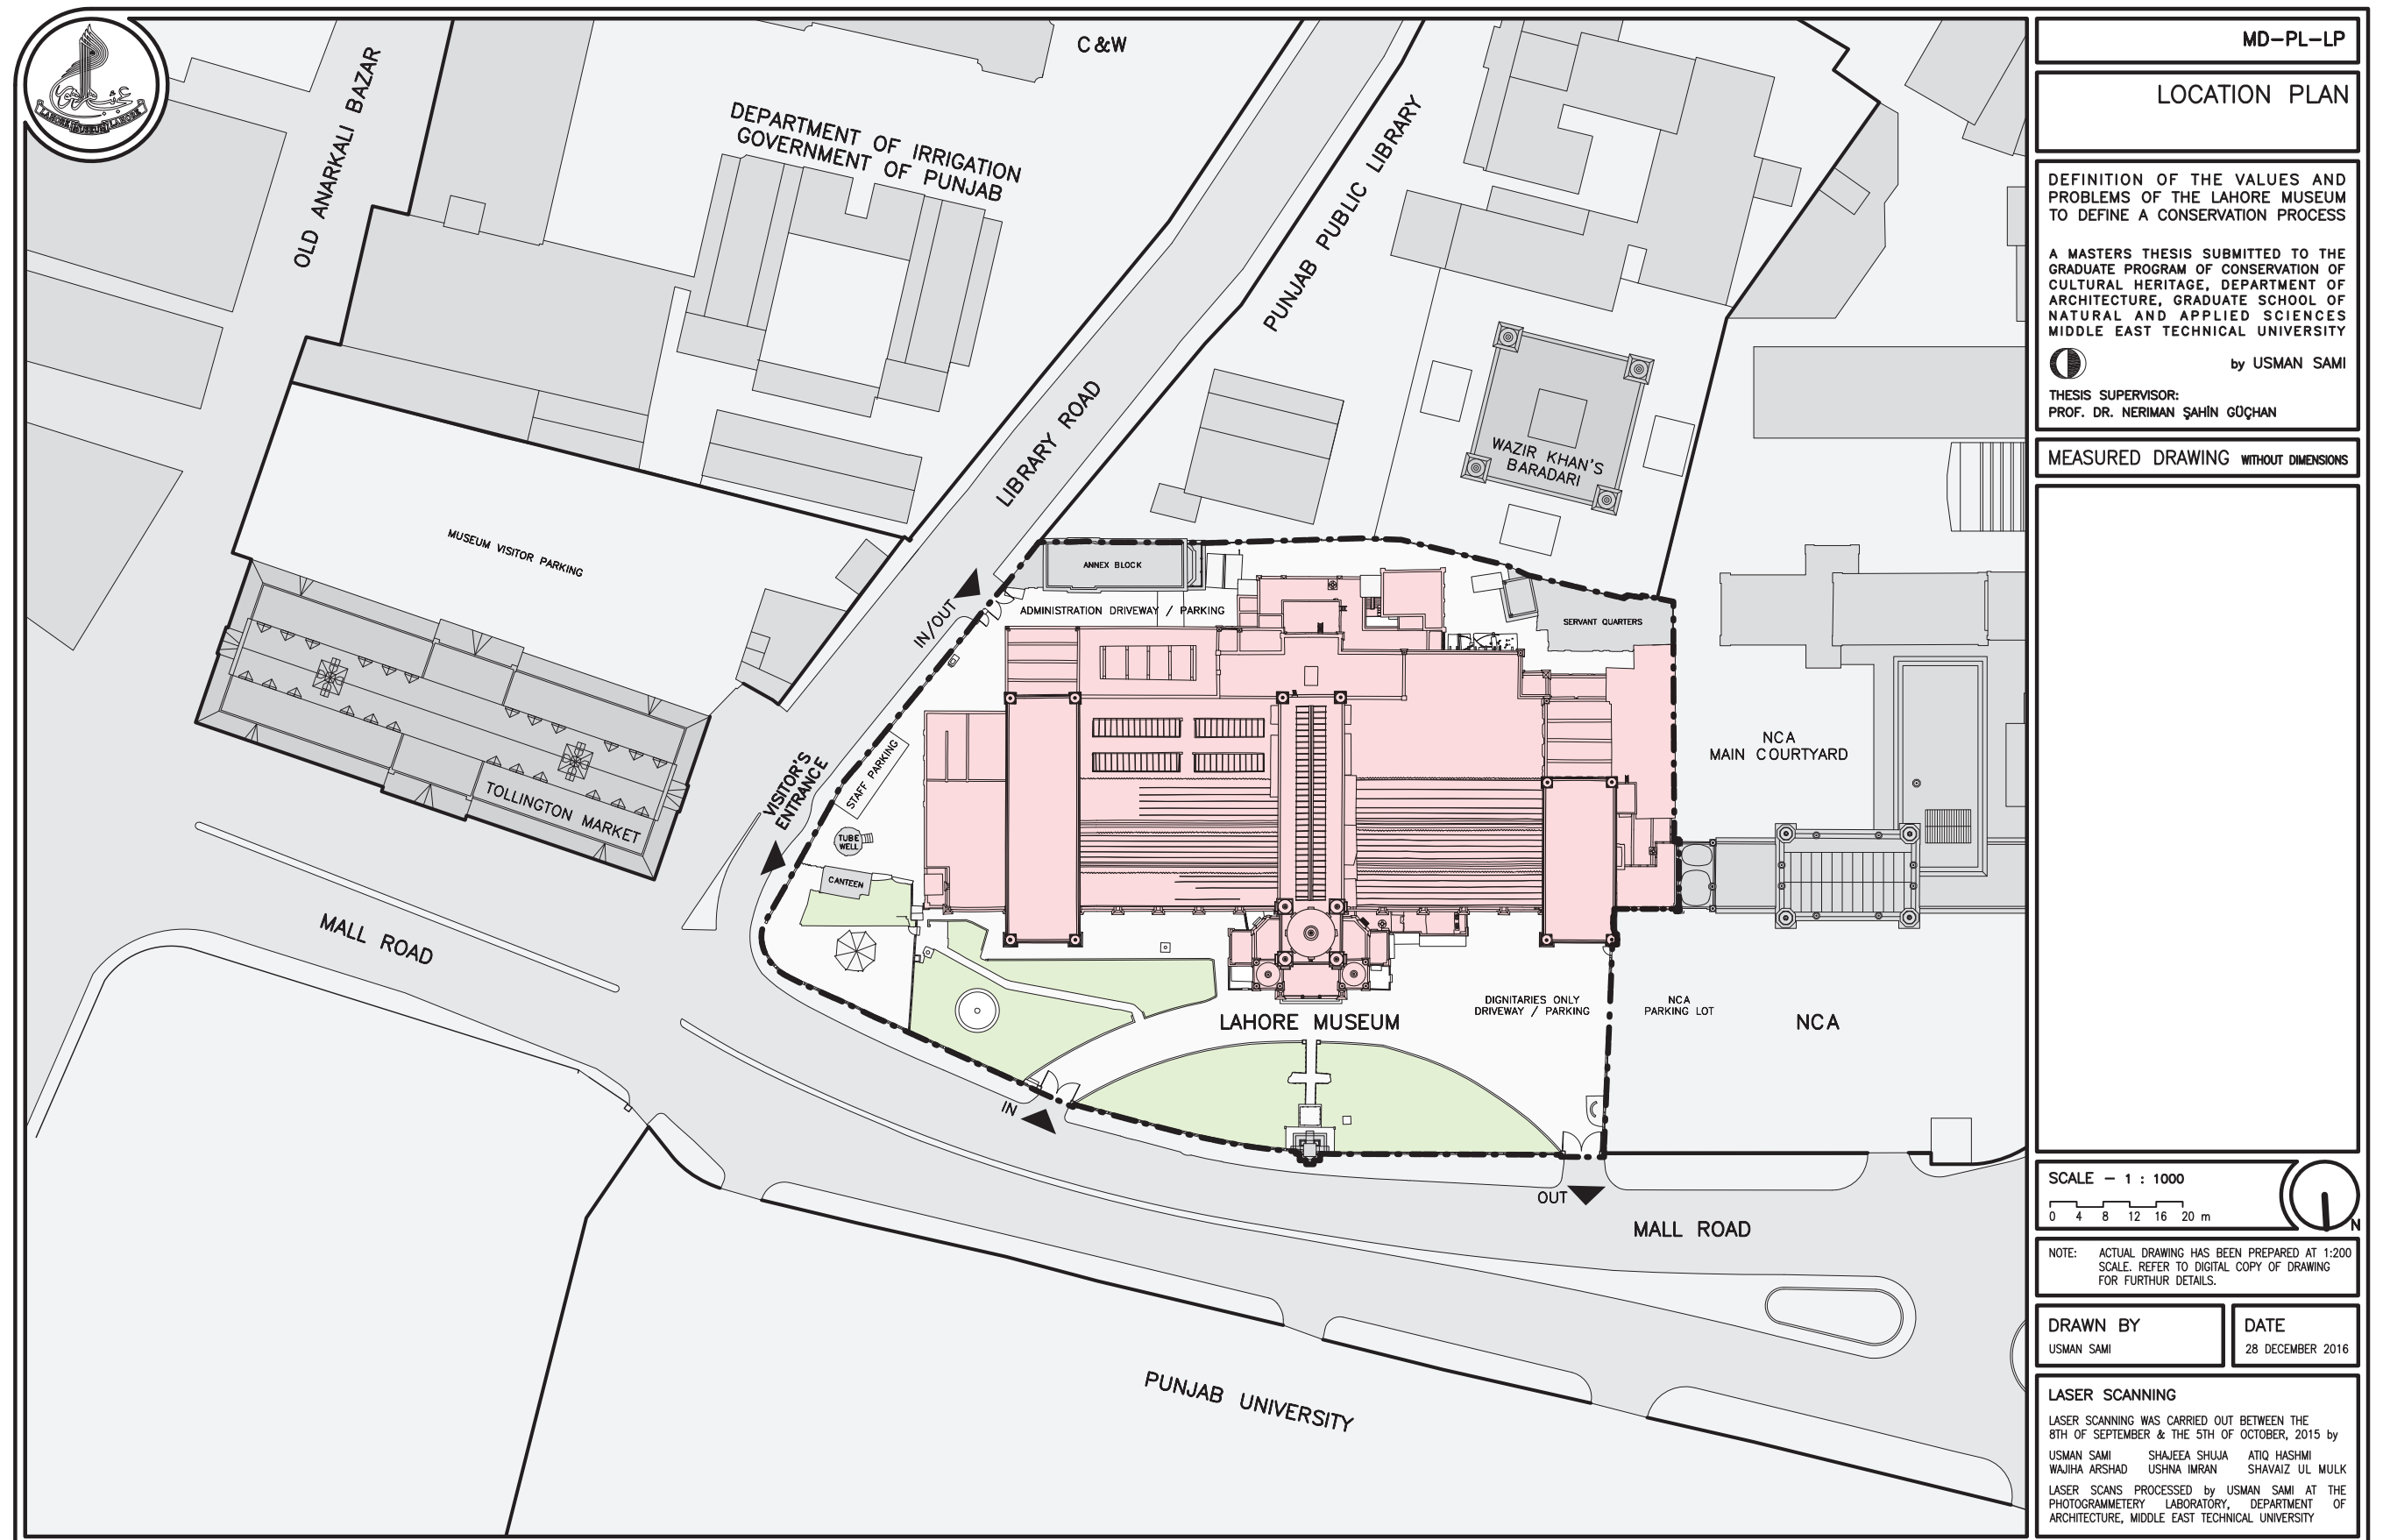 C &W
OLD ANARKALI BAZAR
DEPARTMENT OF IRRIGATION
GOVERNMENT OF PUNJAB
PUNJAB PUBLIC LIBRARY
LIBRARY ROAD
WAZIR KHAN'S
BARADARI
MUSEUM VISITOR PARKING
ANNEX BLOCK
ADMINISTRATION DRIVEWAY / PARKING
IN/OUT
SERVANT QUARTERS
NCA
MAIN COURTYARD
VISITOR'S
ENTRANCE
STAFF PARKING
TOLLINGTON MARKET
TUBE
WELL
CANTEEN
MALL ROAD
LAHORE MUSEUM
DIGNITARIES ONLY
DRIVEWAY / PARKING
NCA
PARKING LOT
NCA
IN
OUT
MALL ROAD
PUNJAB UNIVERSITY
LAHORE MUSEUM LAHORE
MD-PL-LP
LOCATION PLAN
DEFINITION OF THE VALUES AND
PROBLEMS OF THE LAHORE MUSEUM
TO DEFINE A CONSERVATION PROCESS
A MASTERS THESIS SUBMITTED TO THE
GRADUATE PROGRAM OF CONSERVATION OF
CULTURAL HERITAGE, DEPARTMENT OF
ARCHITECTURE, GRADUATE SCHOOL OF
NATURAL AND APPLIED SCIENCES
MIDDLE EAST TECHNICAL UNIVERSITY
by USMAN SAMI
THESIS SUPERVISOR:
PROF. DR. NERIMAN ŞAHİN GÜÇHAN
MEASURED DRAWING WITHOUT DIMENSIONS
SCALE - 1 : 1000
0 4 8 12 16 20 m
N
NOTE: ACTUAL DRAWING HAS BEEN PREPARED AT 1:200
SCALE. REFER TO DIGITAL COPY OF DRAWING
FOR FURTHUR DETAILS.
DRAWN BY
USMAN SAMI
DATE
28 DECEMBER 2016
LASER SCANNING
LASER SCANNING WAS CARRIED OUT BETWEEN THE
8TH OF SEPTEMBER & THE 5TH OF OCTOBER, 2015 by
USMAN SAMI SHAJEEA SHUJA ATIQ HASHMI
WAJIHA ARSHAD USHNA IMRAN SHAVAIZ UL MULK
LASER SCANS PROCESSED by USMAN SAMI AT THE
PHOTOGRAMMETERY LABORATORY, DEPARTMENT OF
ARCHITECTURE, MIDDLE EAST TECHNICAL UNIVERSITY